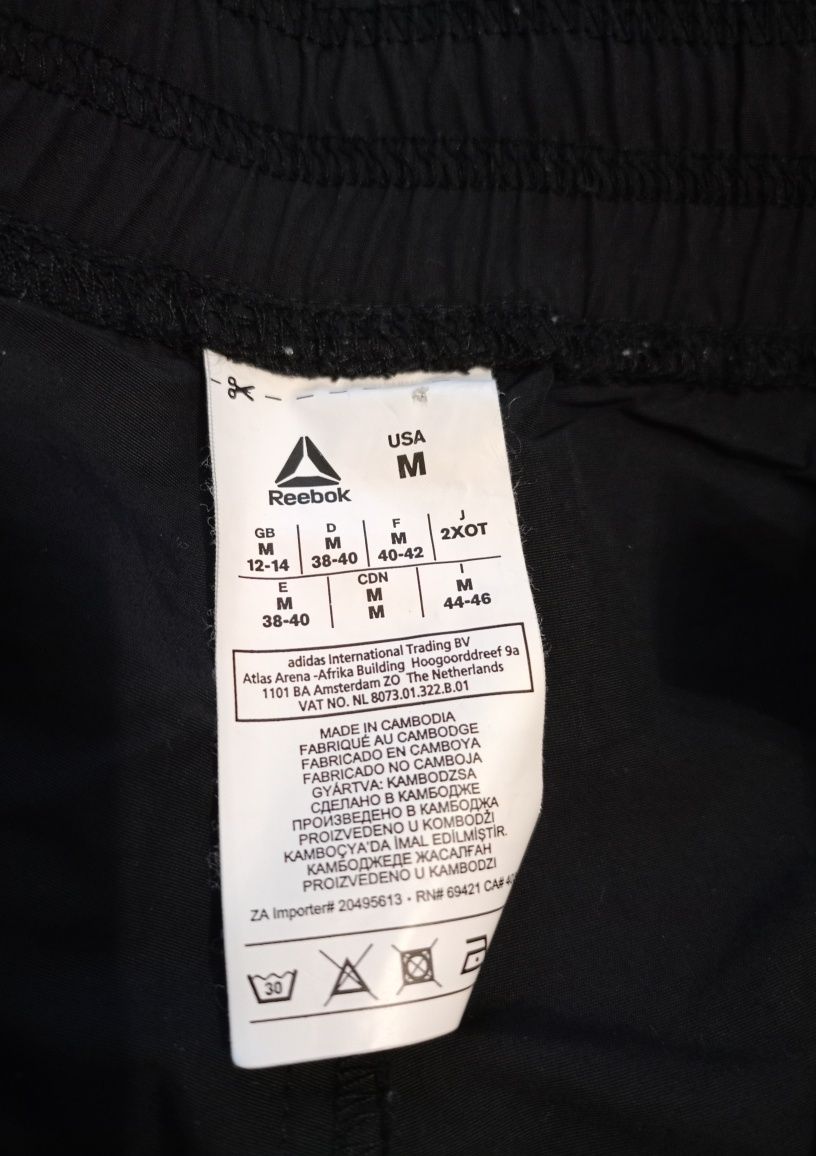 Reebok
USA
M
GB
M
12-14
D
M
38-40
F
M
40-42
J
2XOT
E
M
38-40
CDN
M
M
I
M
44-46
adidas International Trading BV
Atlas Arena -Afrika Building Hoogoorddreef 9a
1101 BA Amsterdam ZO The Netherlands
VAT NO. NL 8073.01.322.B.01
MADE IN CAMBODIA
FABRIQUÉ AU CAMBODGE
FABRICADO EN CAMBOYA
FABRICADO NO CAMBOJA
GYÁRTVA: KAMBODZSA
СДЕЛАНО В КАМБОДЖЕ
ПРОИЗВЕДЕНО В КАМБОДЖА
PROIZVEDENO U KOMBODŽI
KAMBOÇYA'DA İMAL EDİLMİŞTİR.
КАМБОДЖЕДЕ ЖАСАЛҒАН
PROIZVEDENO U KAMBODZI
ZA Importer# 20495613 • RN# 69421 CA#
30